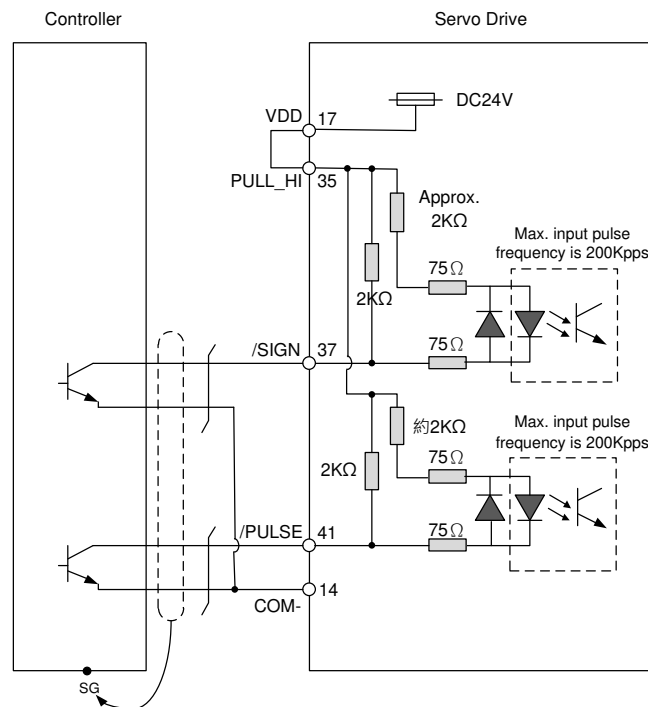 Controller
Servo Drive
DC24V
VDD
17
PULL_HI
35
Approx.
2KΩ
Max. input pulse
frequency is 200Kpps
75Ω
2KΩ
75Ω
/SIGN
37
約2KΩ
Max. input pulse
frequency is 200Kpps
75Ω
2KΩ
75Ω
/PULSE
41
14
COM-
SG